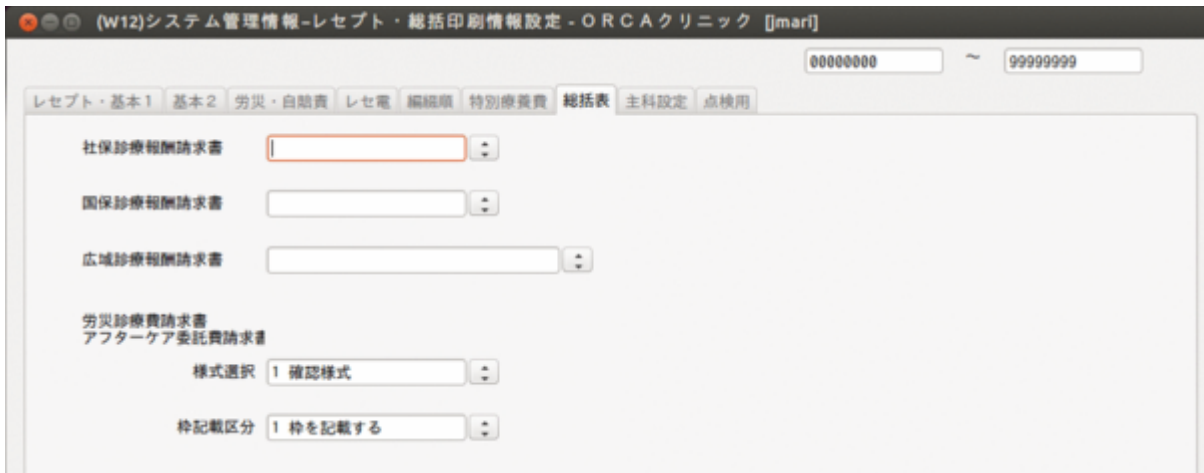 (W12)システム管理情報–レセプト・総括印刷情報設定 - ORCAクリニック [jmari]
00000000 ~ 99999999
レセプト・基本1 基本2 労災・自賠責 レセ電 編綴順 特別療養費 総括表 主科設定 点検用
社保診療報酬請求書
国保診療報酬請求書
広域診療報酬請求書
労災診療費請求書
アフターケア委託費請求書
様式選択 1 確認様式
枠記載区分 1 枠を記載する